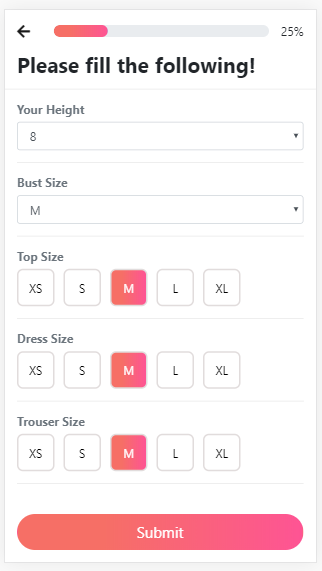 25%
Please fill the following!
Your Height
8
Bust Size
M
Top Size
XS S M L XL
Dress Size
XS S M L XL
Trouser Size
XS S M L XL
Submit